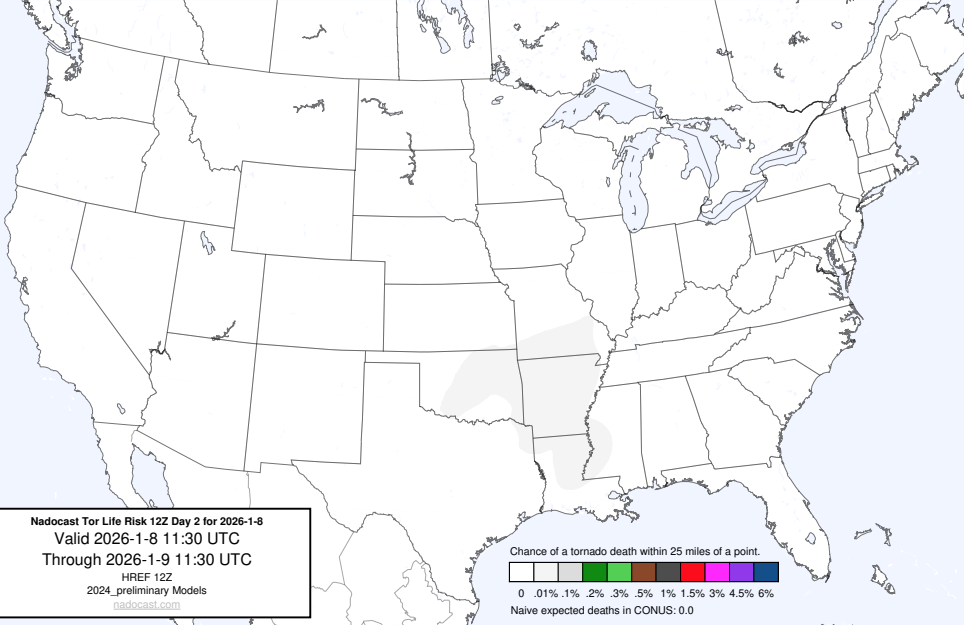 Nadocast Tor Life Risk 12Z Day 2 for 2026-1-8
Valid 2026-1-8 11:30 UTC
Through 2026-1-9 11:30 UTC
HREF 12Z
2024_preliminary Models
nadocast.com
Chance of a tornado death within 25 miles of a point.
0 .01% .1% .2% .3% .5% 1% 1.5% 3% 4.5% 6%
Naive expected deaths in CONUS: 0.0